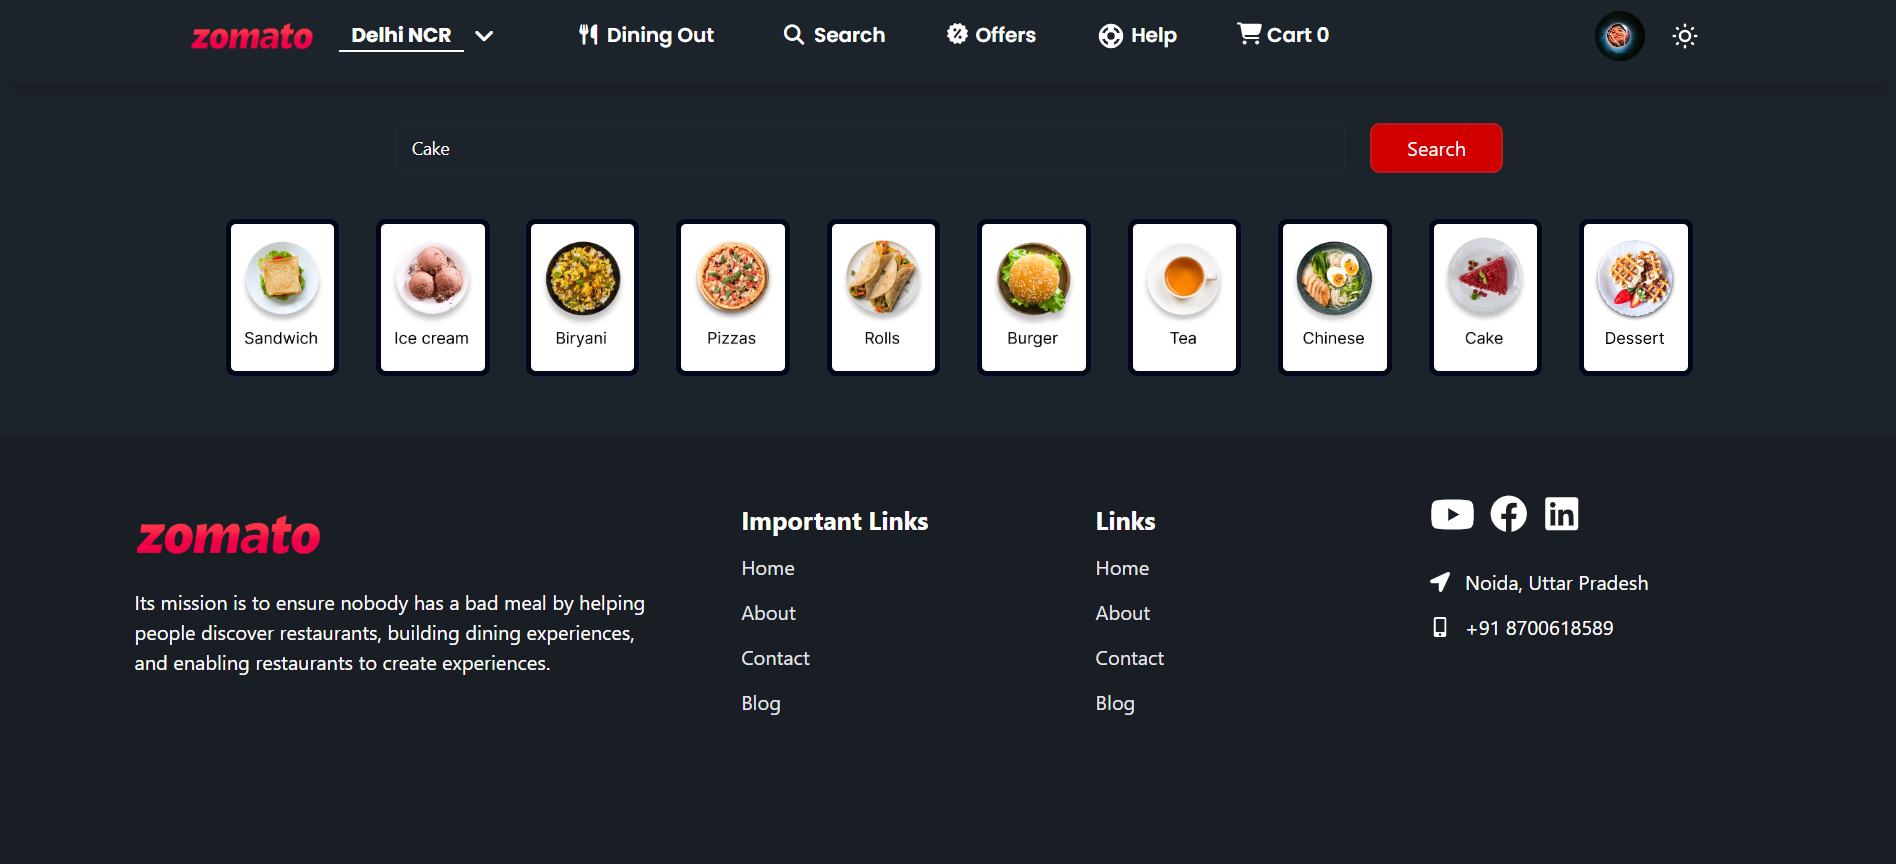 zomato Delhi NCR Dining Out Search Offers Help Cart 0
Cake Search
Sandwich Ice cream Biryani Pizzas Rolls Burger Tea Chinese Cake Dessert
zomato
Its mission is to ensure nobody has a bad meal by helping
people discover restaurants, building dining experiences,
and enabling restaurants to create experiences.
Important Links
Home
About
Contact
Blog
Links
Home
About
Contact
Blog
Noida, Uttar Pradesh
+91 8700618589